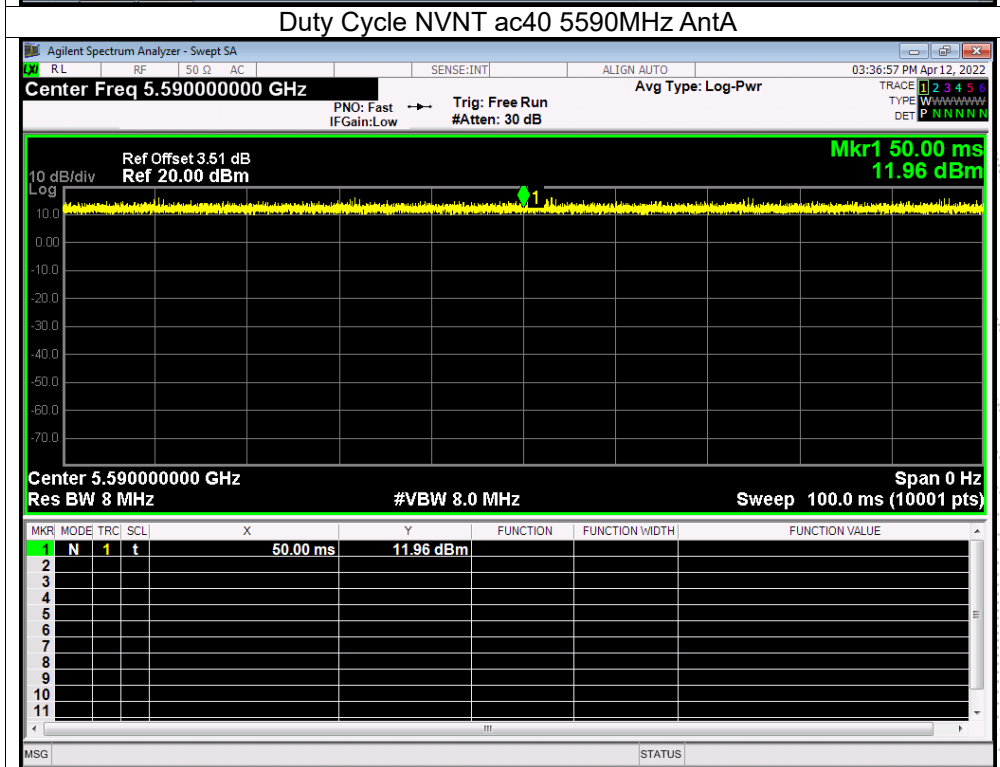 Duty Cycle NVNT ac40 5590MHz AntA
Agilent Spectrum Analyzer - Swept SA
LXI RL RF 50 Ω AC SENSE:INT ALIGN AUTO 03:36:57 PM Apr 12, 2022
Center Freq 5.590000000 GHz Avg Type: Log-Pwr TRACE 1 2 3 4 5 6
PNO: Fast Trig: Free Run TYPE WWWWWW
IFGain:Low #Atten: 30 dB DET P N N N N N
Mkr1 50.00 ms
Ref Offset 3.51 dB
10 dB/div Ref 20.00 dBm 11.96 dBm
Log
1
10.0
0.00
-10.0
-20.0
-30.0
-40.0
-50.0
-60.0
-70.0
Center 5.590000000 GHz Span 0 Hz
Res BW 8 MHz #VBW 8.0 MHz Sweep 100.0 ms (10001 pts)
MKR MODE TRC SCL X Y FUNCTION FUNCTION WIDTH FUNCTION VALUE
1 N 1 t 50.00 ms 11.96 dBm
2
3
4
5
6
7
8
9
10
11
MSG STATUS